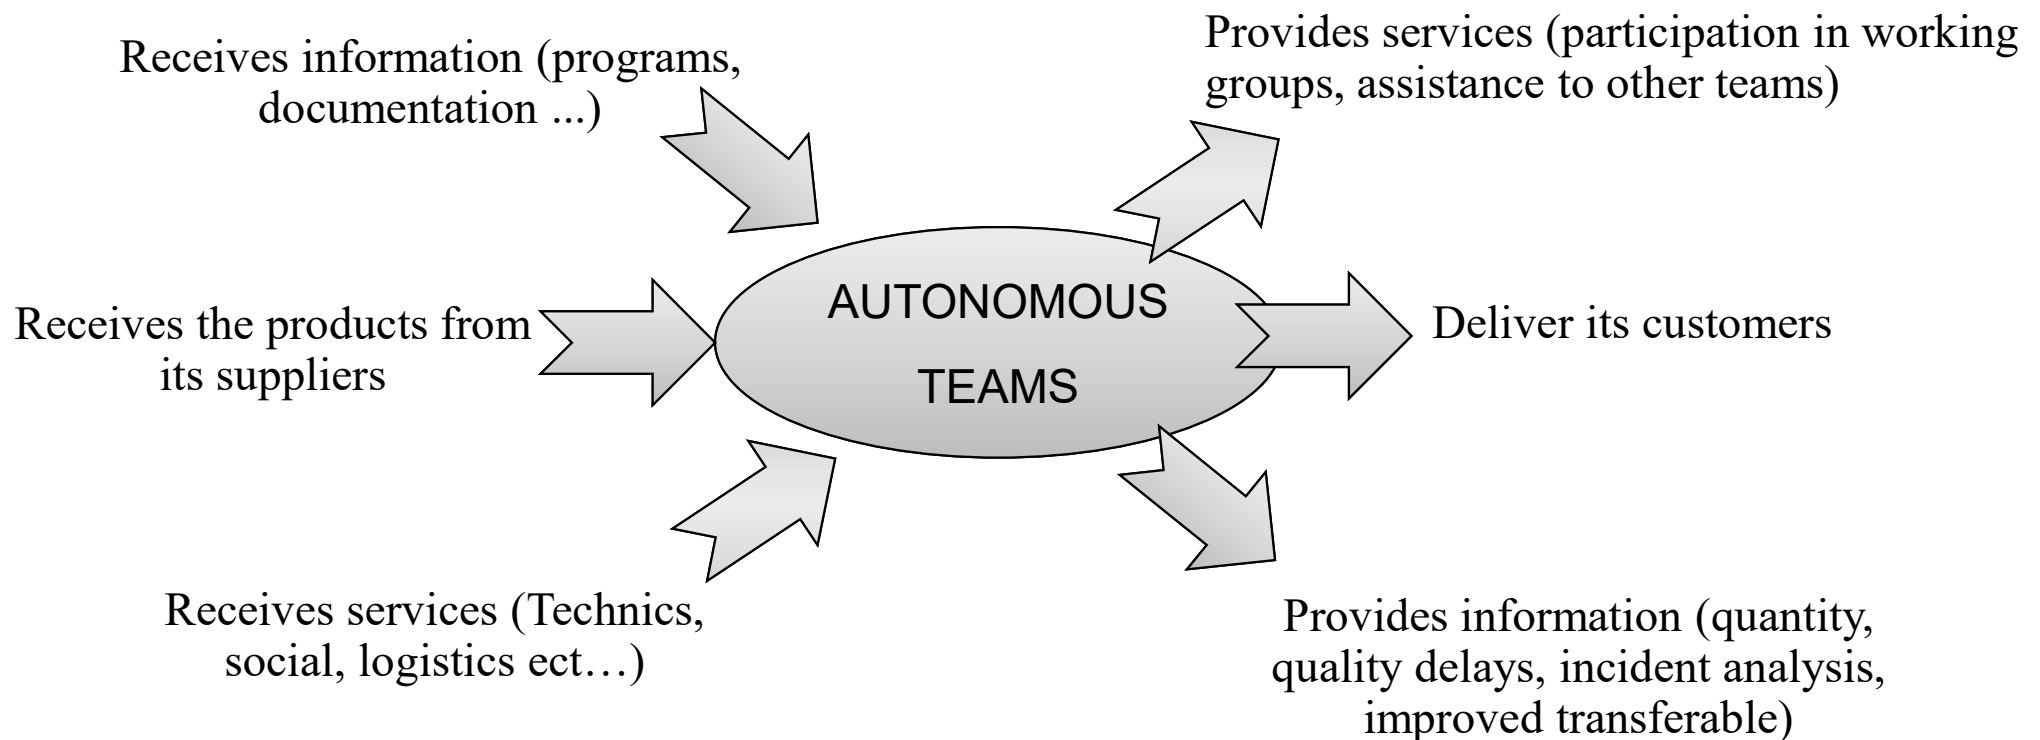 Receives information (programs,
documentation ...)
Provides services (participation in working
groups, assistance to other teams)
Receives the products from
its suppliers
AUTONOMOUS
TEAMS
Deliver its customers
Receives services (Technics,
social, logistics ect…)
Provides information (quantity,
quality delays, incident analysis,
improved transferable)